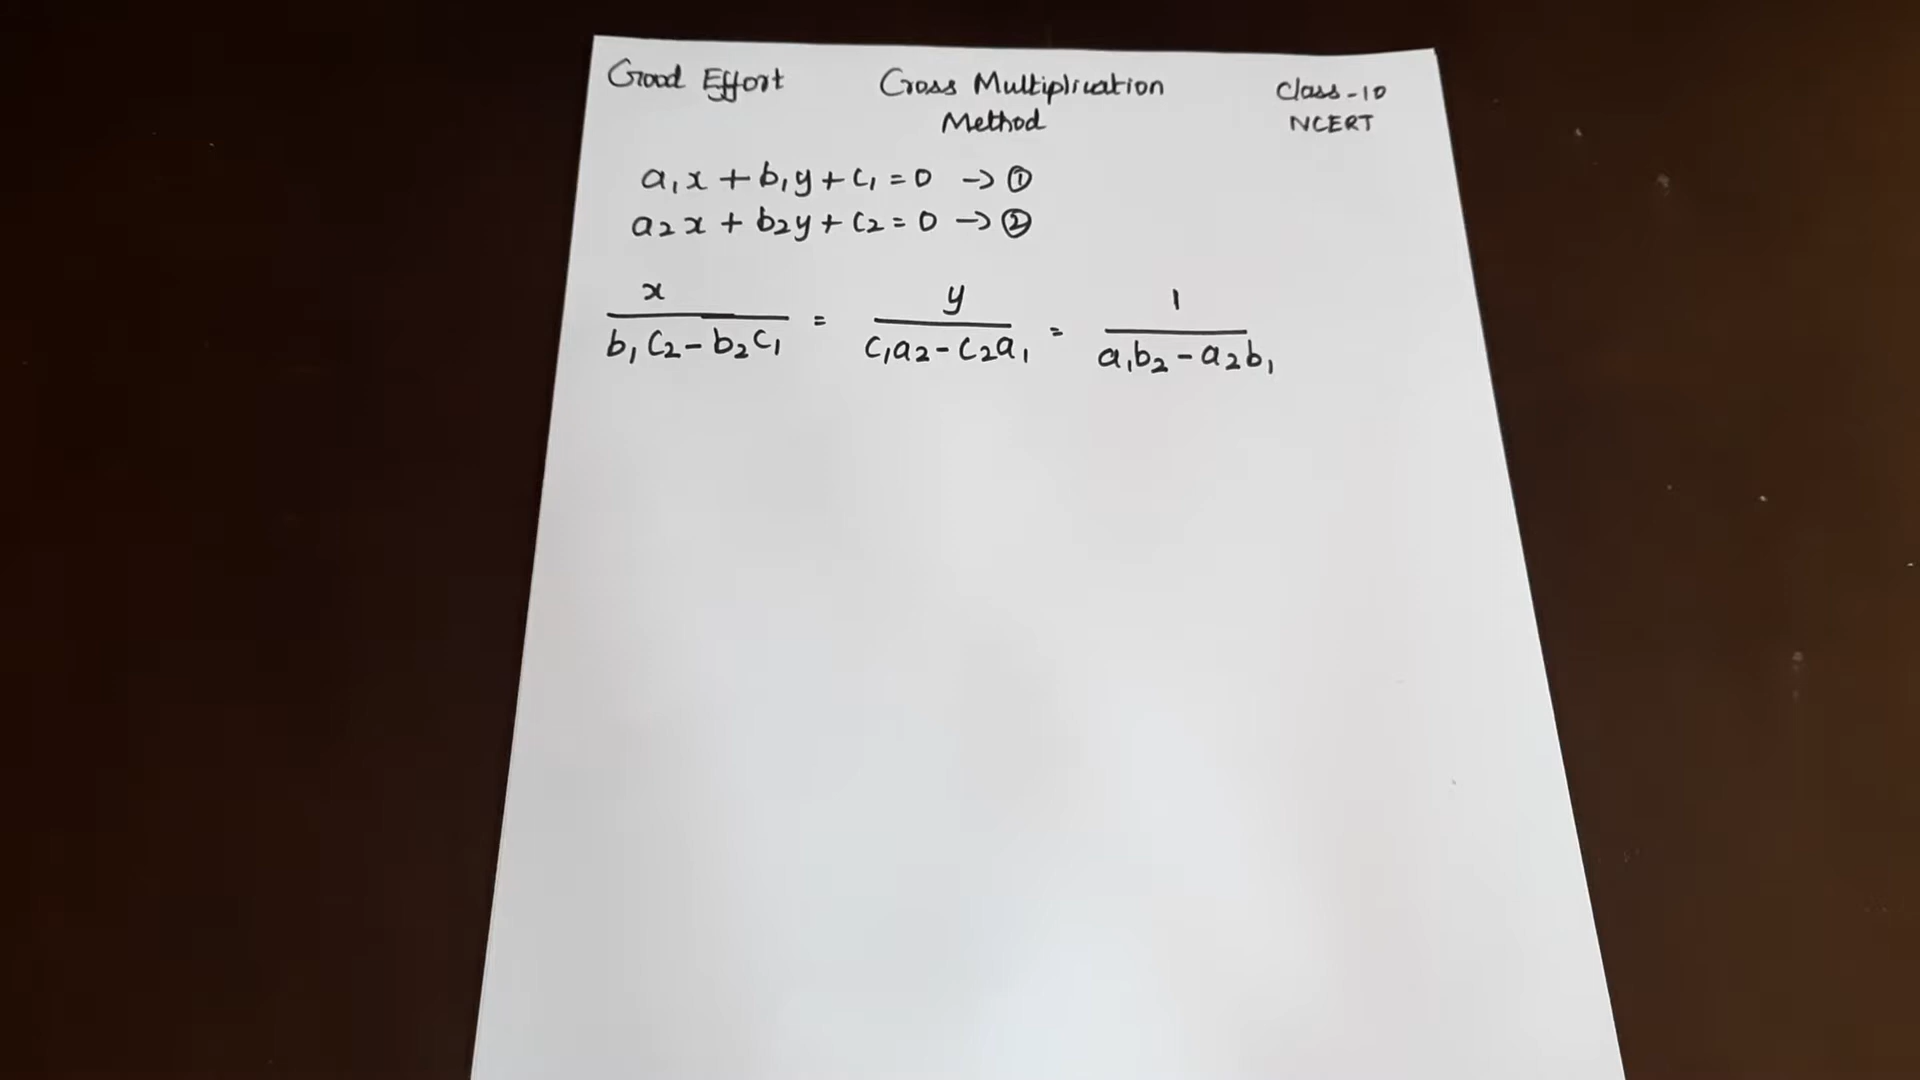 Good Effort
Cross Multiplication
Method
Class-10
NCERT
a₁x + b₁y + c₁ = 0 → ①
a₂x + b₂y + c₂ = 0 → ②
x/(b₁c₂ - b₂c₁) = y/(c₁a₂ - c₂a₁) = 1/(a₁b₂ - a₂b₁)